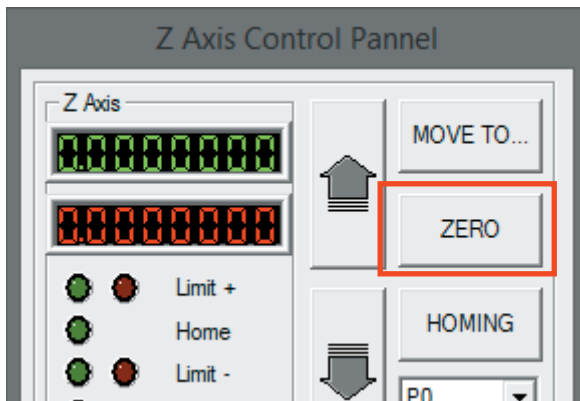 Z Axis Control Pannel
Z Axis
0.0000000
0.0000000
MOVE TO...
ZERO
HOMING
Limit +
Home
Limit -
P0